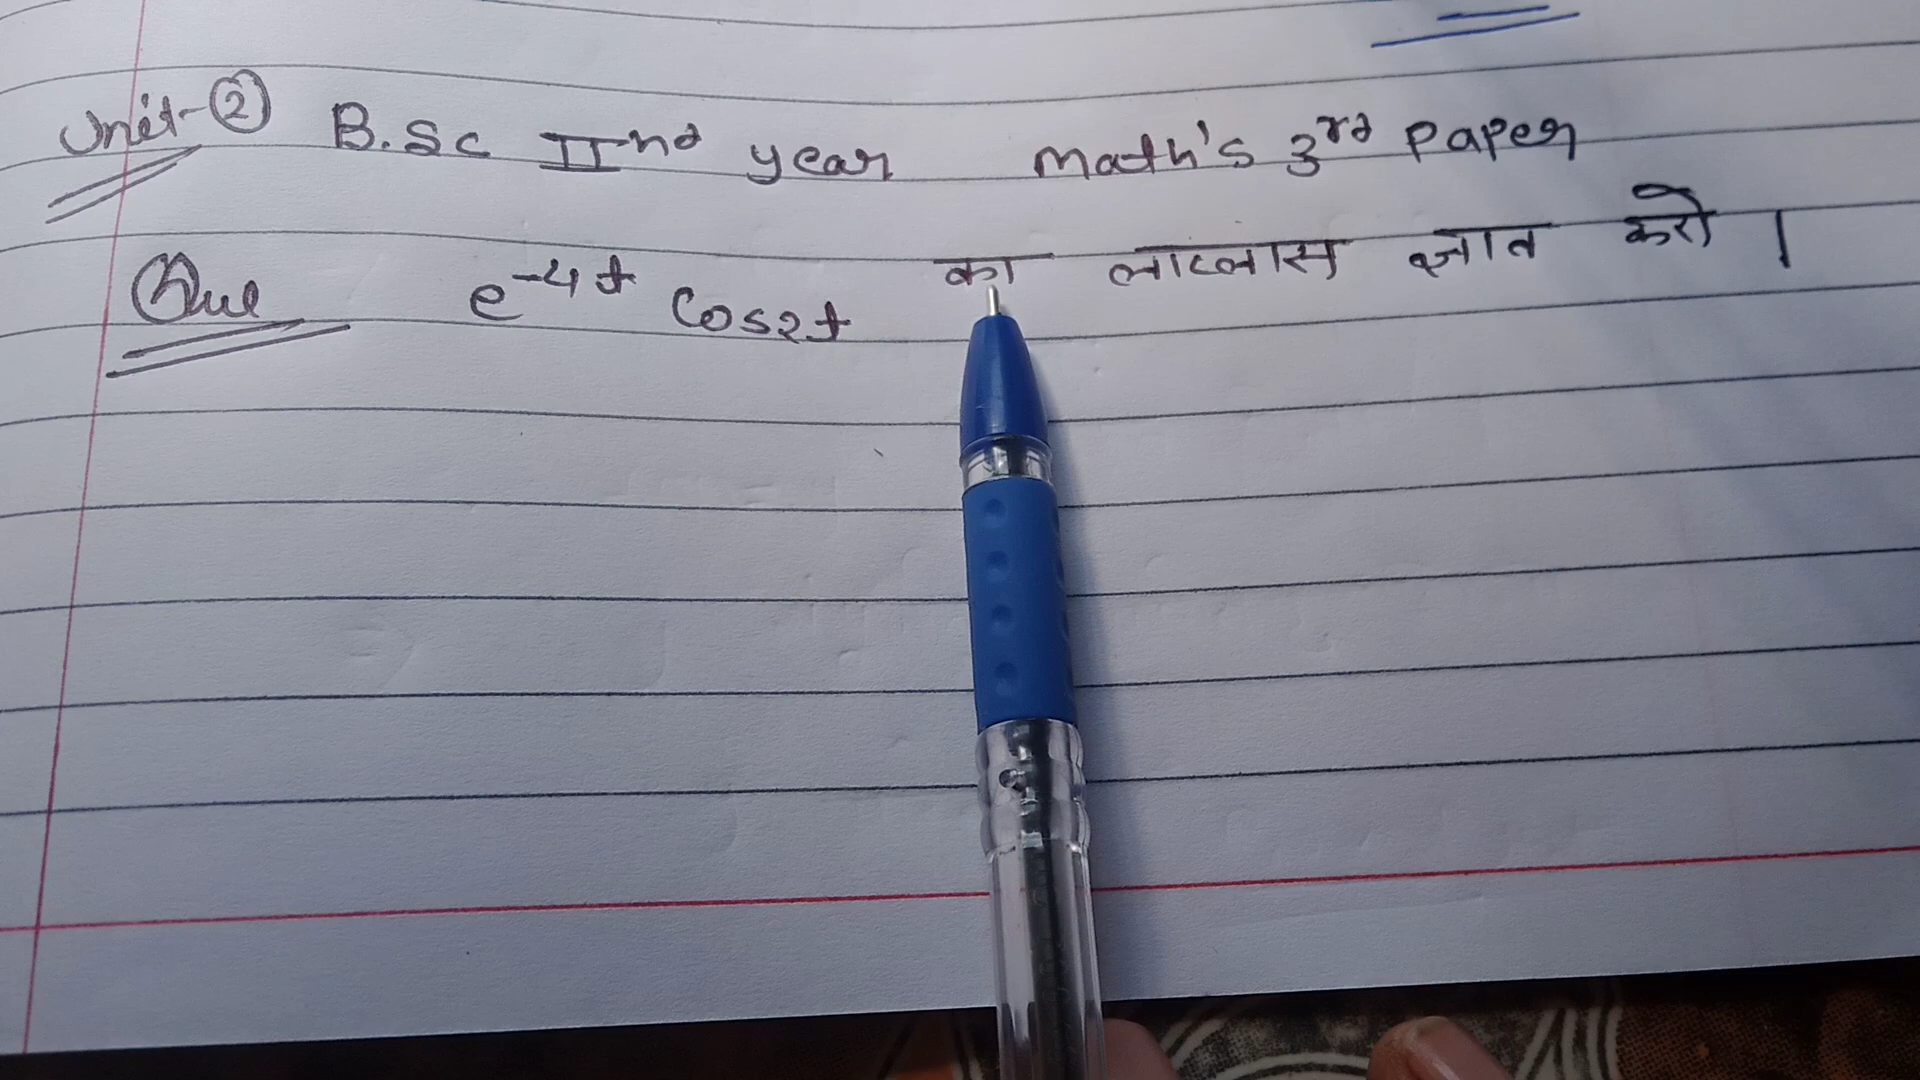 Unit-② B.Sc IInd year Math's 3rd Paper
Que e^-4t Cos2t का लाप्लास ज्ञात करो ।